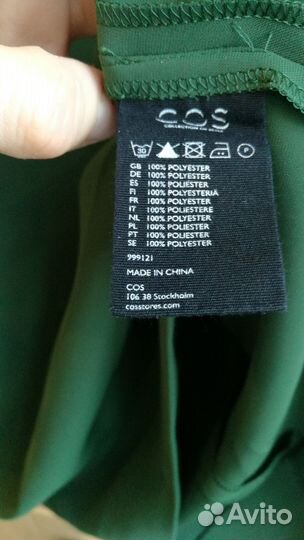 COS
COLLECTION OF STYLE
30
GB 100% POLYESTER
DE 100% POLYESTER
ES 100% POLIÉSTER
FI 100% POLYESTERIA
FR 100% POLYESTER
IT 100% POLIESTERE
NL 100% POLYESTER
PL 100% POLIESTER
PT 100% POLIÉSTER
SE 100% POLYESTER
999121
MADE IN CHINA
COS
106 38 Stockholm
cosstores.com
Avito